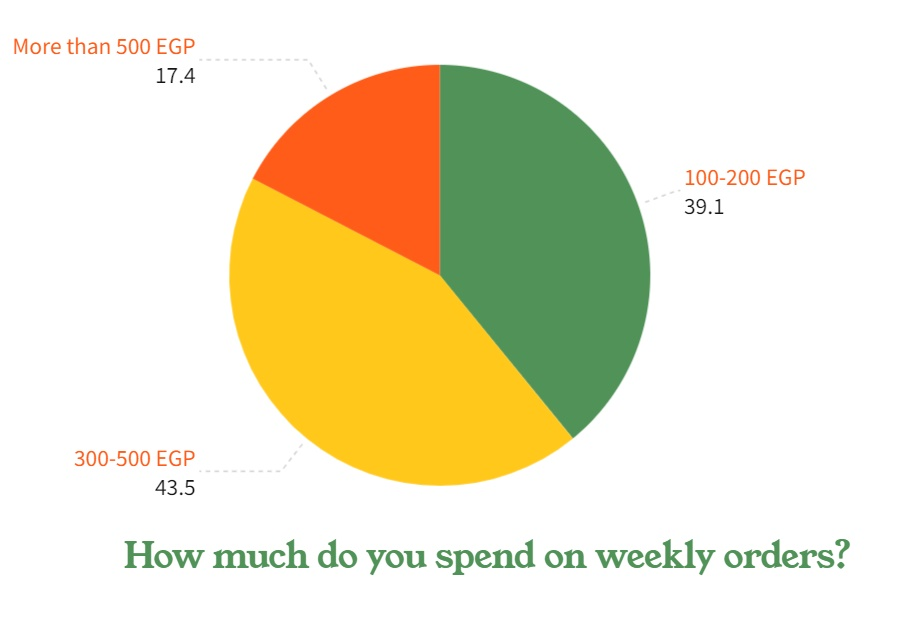 More than 500 EGP
17.4
100-200 EGP
39.1
300-500 EGP
43.5
How much do you spend on weekly orders?